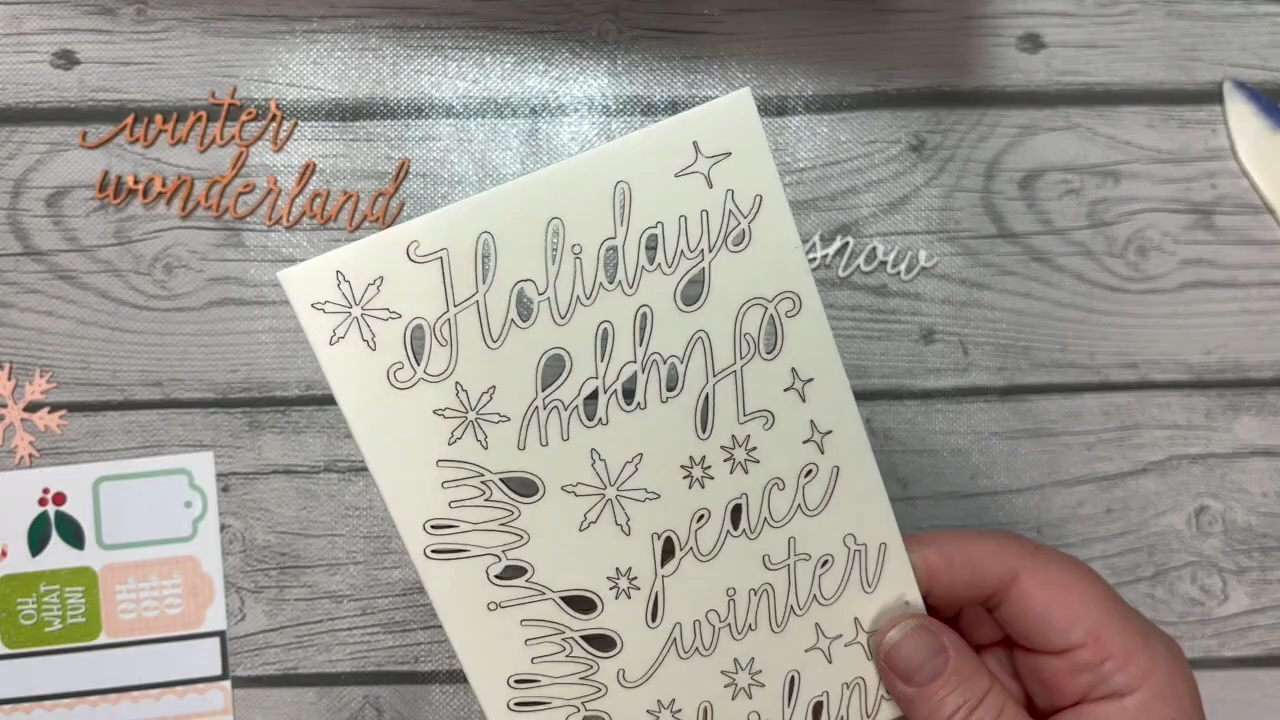 winter
wonderland
Holidays
snow
Happy
peace
winter
jolly
OH,
WHAT
FUN!
OH
OH
OH